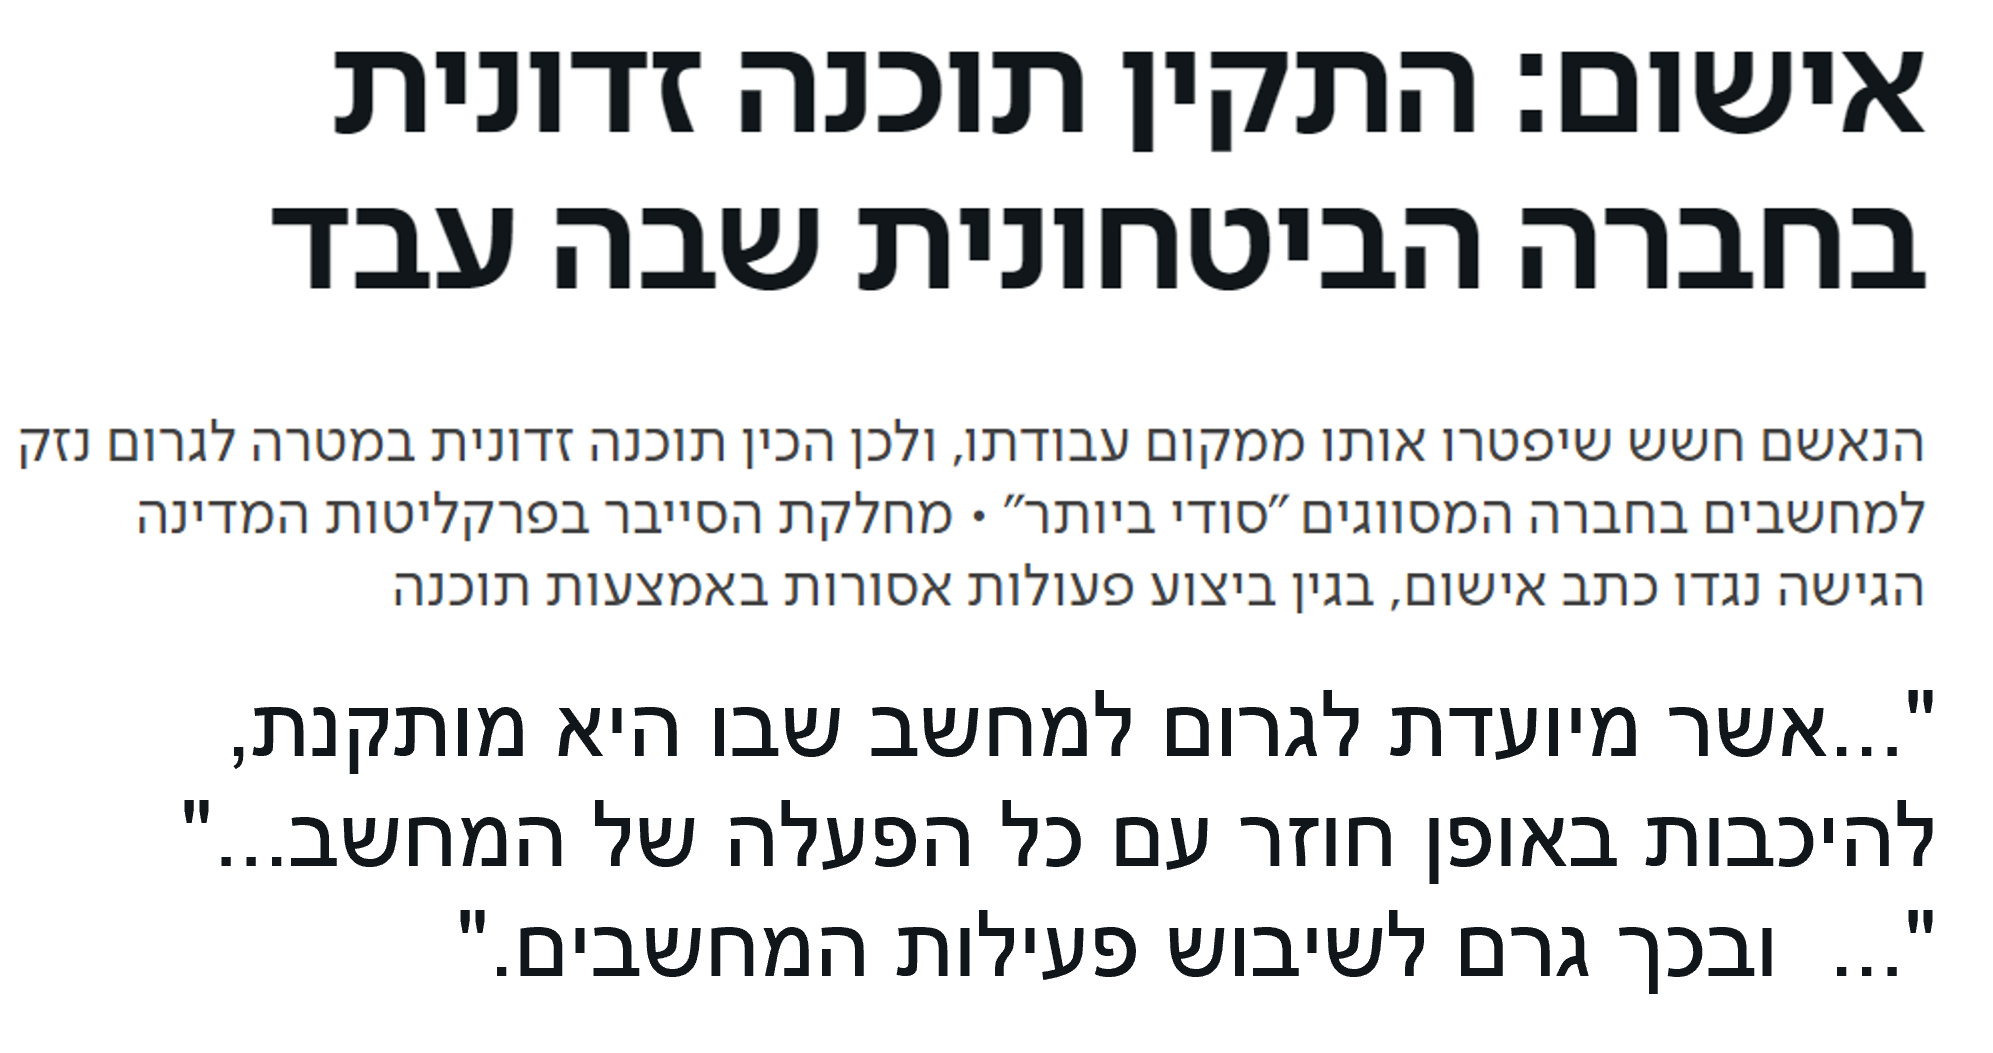 אישום: התקין תוכנה זדונית
בחברה הביטחונית שבה עבד
הנאשם חשש שיפטרו אותו ממקום עבודתו, ולכן הכין תוכנה זדונית במטרה לגרום נזק
למחשבים בחברה המסווגים "סודי ביותר" • מחלקת הסייבר בפרקליטות המדינה
הגישה נגדו כתב אישום, בגין ביצוע פעולות אסורות באמצעות תוכנה
"...אשר מיועדת לגרום למחשב שבו היא מותקנת,
להיכבות באופן חוזר עם כל הפעלה של המחשב..."
"... ובכך גרם לשיבוש פעילות המחשבים."